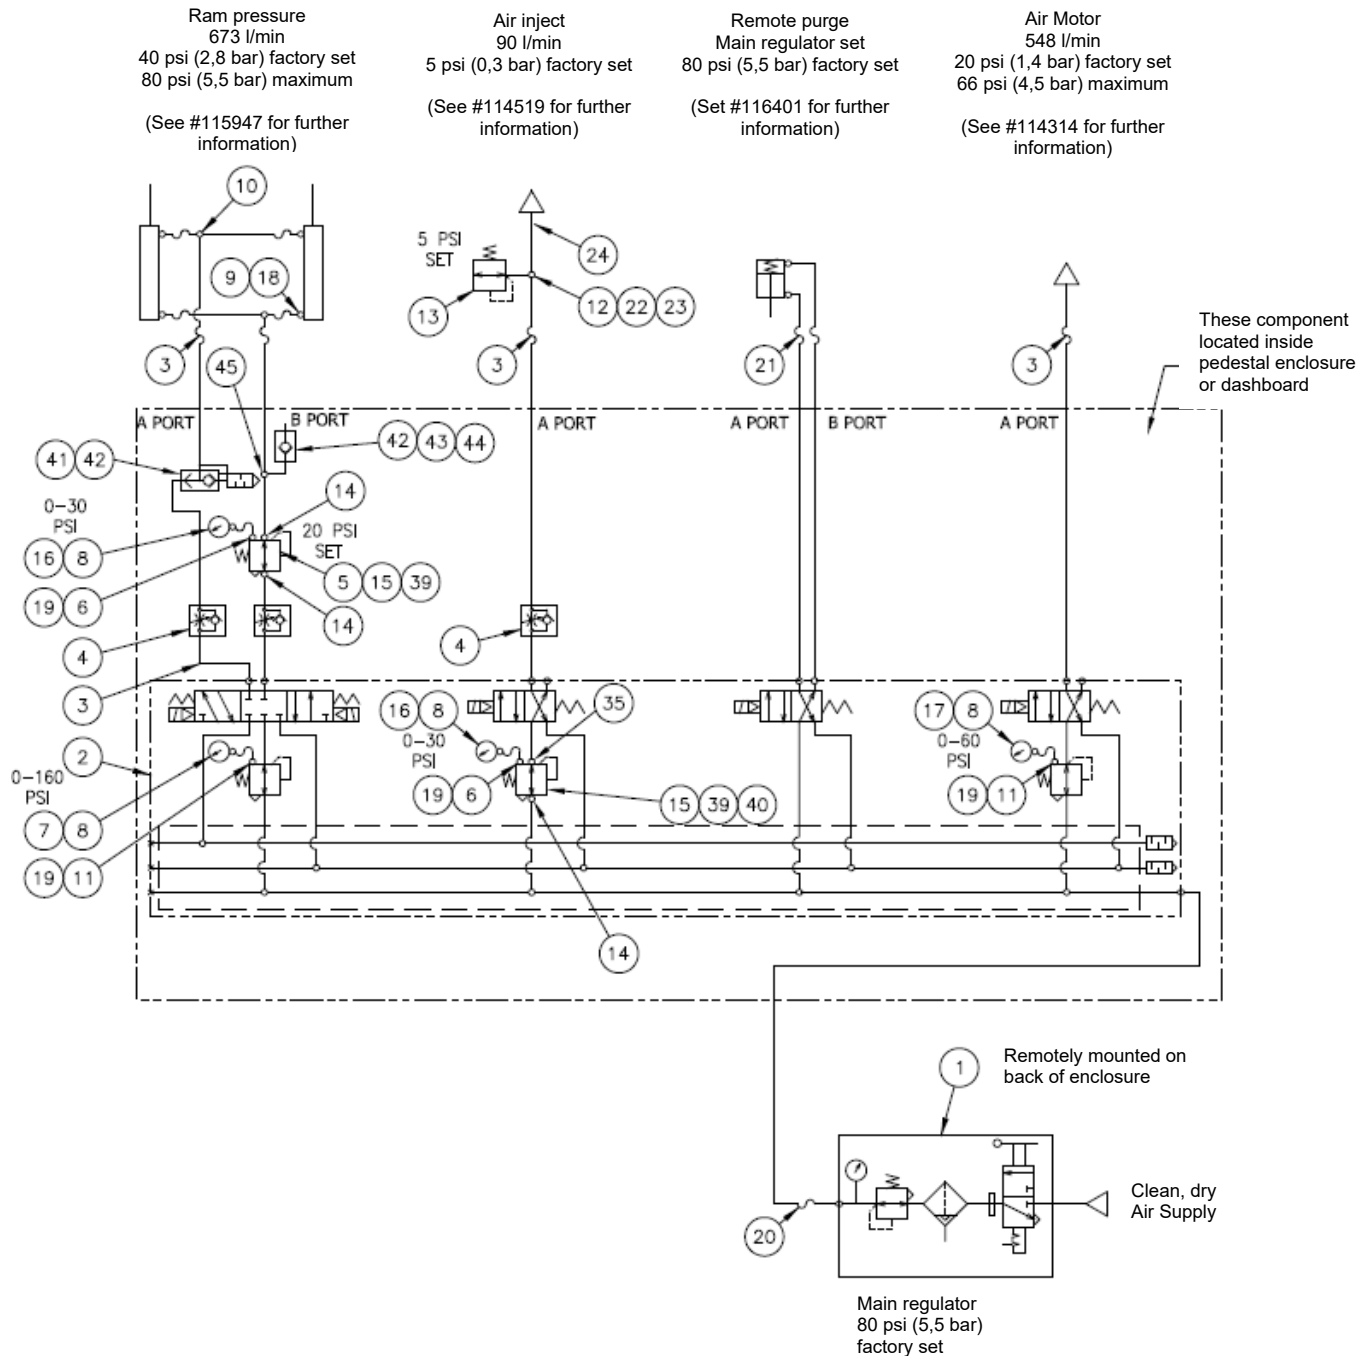 Ram pressure
673 l/min
40 psi (2,8 bar) factory set
80 psi (5,5 bar) maximum
(See #115947 for further
information)
Air inject
90 l/min
5 psi (0,3 bar) factory set
(See #114519 for further
information)
Remote purge
Main regulator set
80 psi (5,5 bar) factory set
(Set #116401 for further
information)
Air Motor
548 l/min
20 psi (1,4 bar) factory set
66 psi (4,5 bar) maximum
(See #114314 for further
information)
10
5 PSI
SET
24
9 18
13
12 22 23
These component
located inside
pedestal enclosure
or dashboard
3
45
3
21
3
A PORT
B PORT
A PORT
A PORT
B PORT
A PORT
41 42
42 43 44
14
0-30
PSI
16 8
20 PSI
SET
5 15 39
19 6
14
4
4
3
2
16 8
35
17 8
0-30
PSI
0-60
PSI
0-160
PSI
7 8
19 6
15 39 40
19 11
19 11
14
1
Remotely mounted on
back of enclosure
Clean, dry
Air Supply
20
Main regulator
80 psi (5,5 bar)
factory set